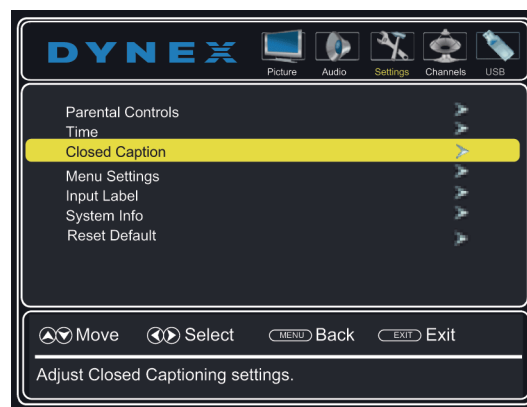 DYNEX
Picture Audio Settings Channels USB
Parental Controls
Time
Closed Caption
Menu Settings
Input Label
System Info
Reset Default
Move Select MENU Back EXIT Exit
Adjust Closed Captioning settings.